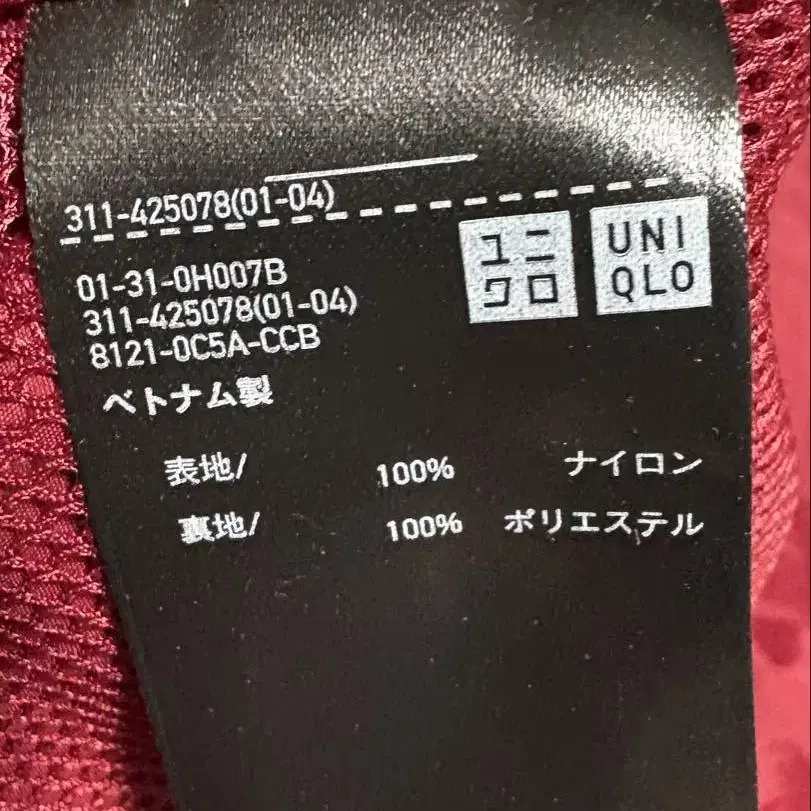 311-425078(01-04)
ユニ
クロ
UNI
QLO
01-31-0H007B
311-425078(01-04)
8121-0C5A-CCB
ベトナム製
表地/ 100% ナイロン
裏地/ 100% ポリエステル